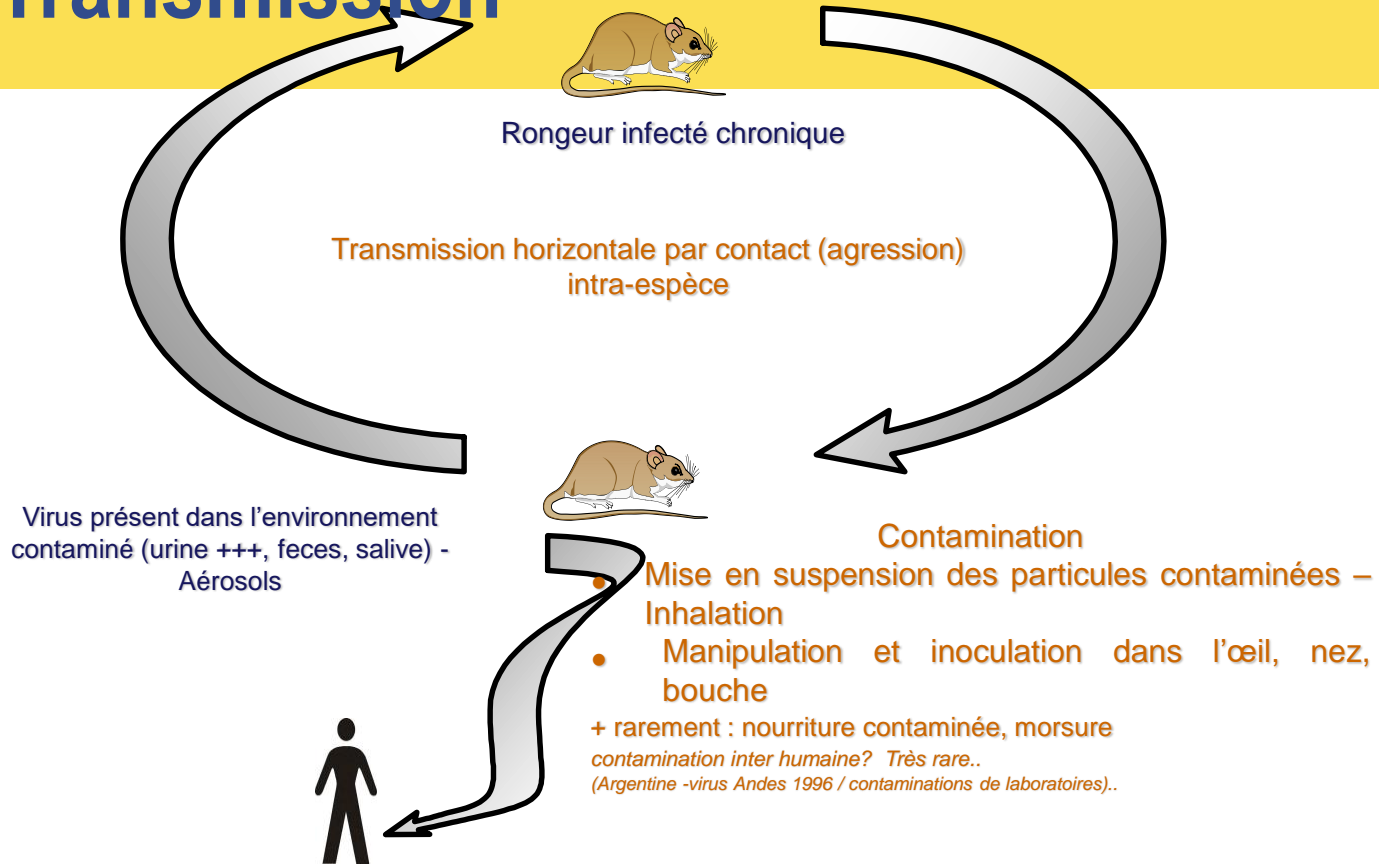 Transmission
Rongeur infecté chronique
Transmission horizontale par contact (agression)
intra-espèce
Virus présent dans l'environnement
contaminé (urine +++, feces, salive) -
Aérosols
Contamination
• Mise en suspension des particules contaminées –
Inhalation
• Manipulation et inoculation dans l'œil, nez,
bouche
+ rarement : nourriture contaminée, morsure
contamination inter humaine? Très rare..
(Argentine -virus Andes 1996 / contaminations de laboratoires)..